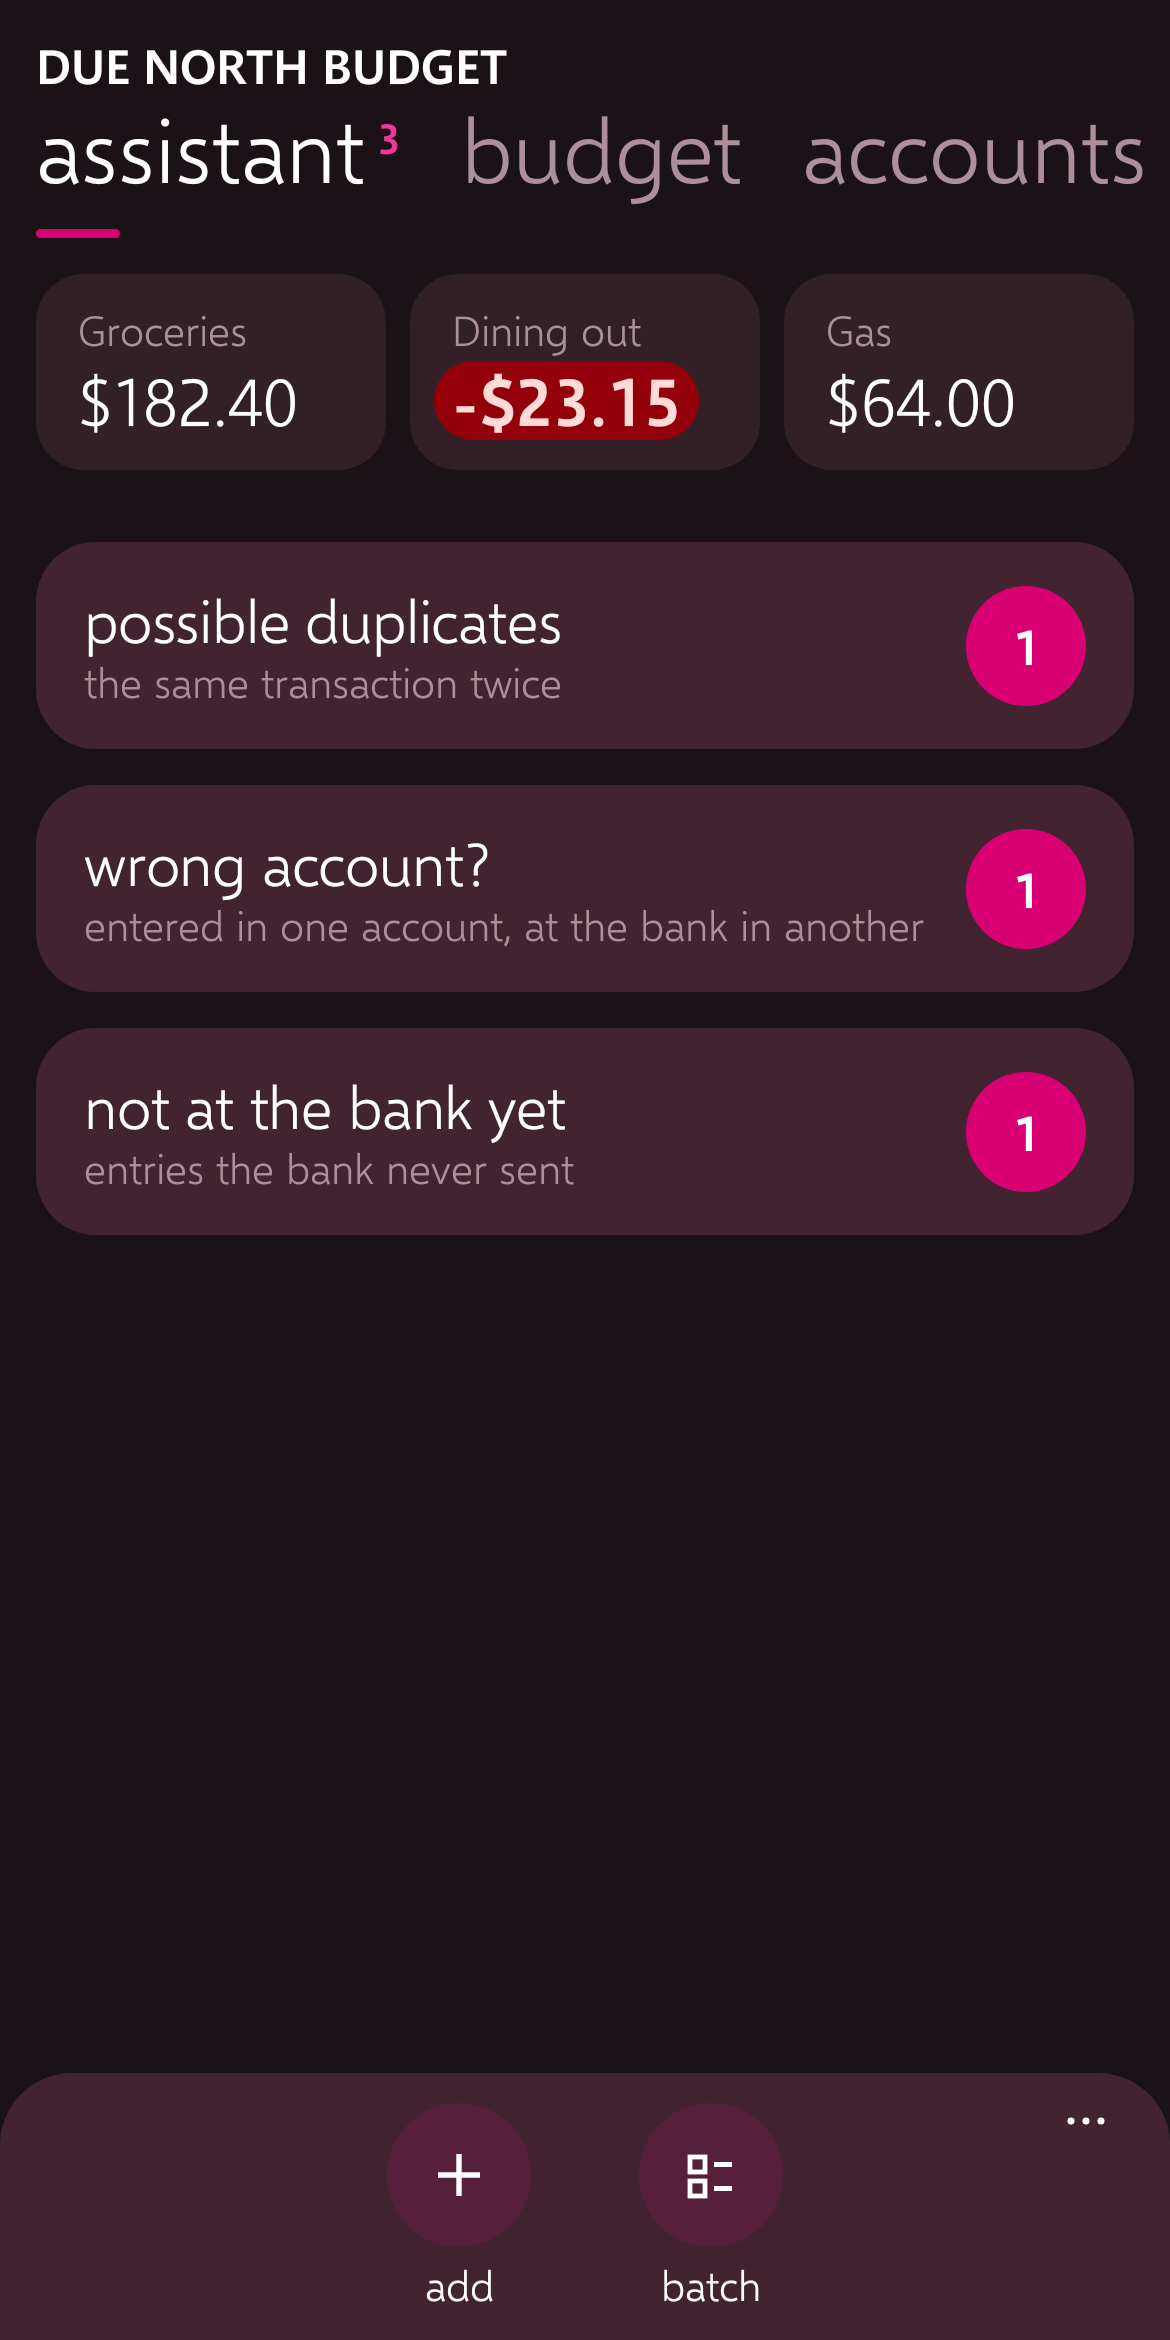 DUE NORTH BUDGET
assistant 3 budget accounts
Groceries Dining out Gas
$182.40 -$23.15 $64.00
possible duplicates
the same transaction twice
1
wrong account?
entered in one account, at the bank in another
1
not at the bank yet
entries the bank never sent
1
add batch